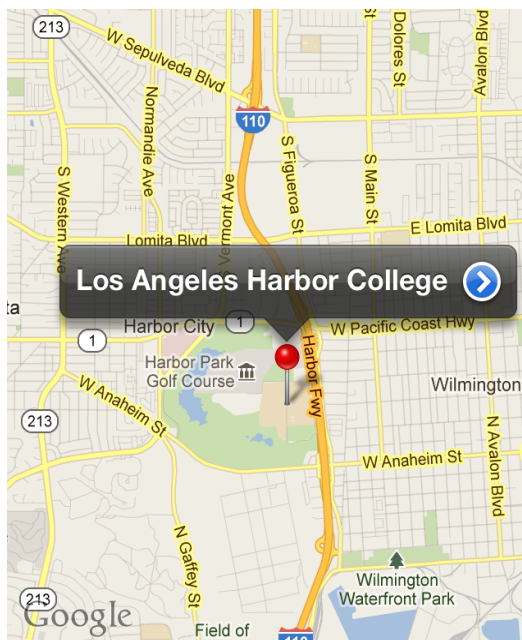 213
W Sepulveda Blvd
Dolores St
Avalon Blvd
Normandie Ave
110
S Western Ave
S Vermont Ave
S Figueroa St
S Main St
E Lomita Blvd
Lomita Blvd
Los Angeles Harbor College
ta
Harbor City
1
W Pacific Coast Hwy
1
Harbor Park
Golf Course
Harbor Fwy
Wilmington
W Anaheim St
213
W Anaheim St
N Avalon Blvd
N Gaffey St
Wilmington
Waterfront Park
213
Google
Field of
110